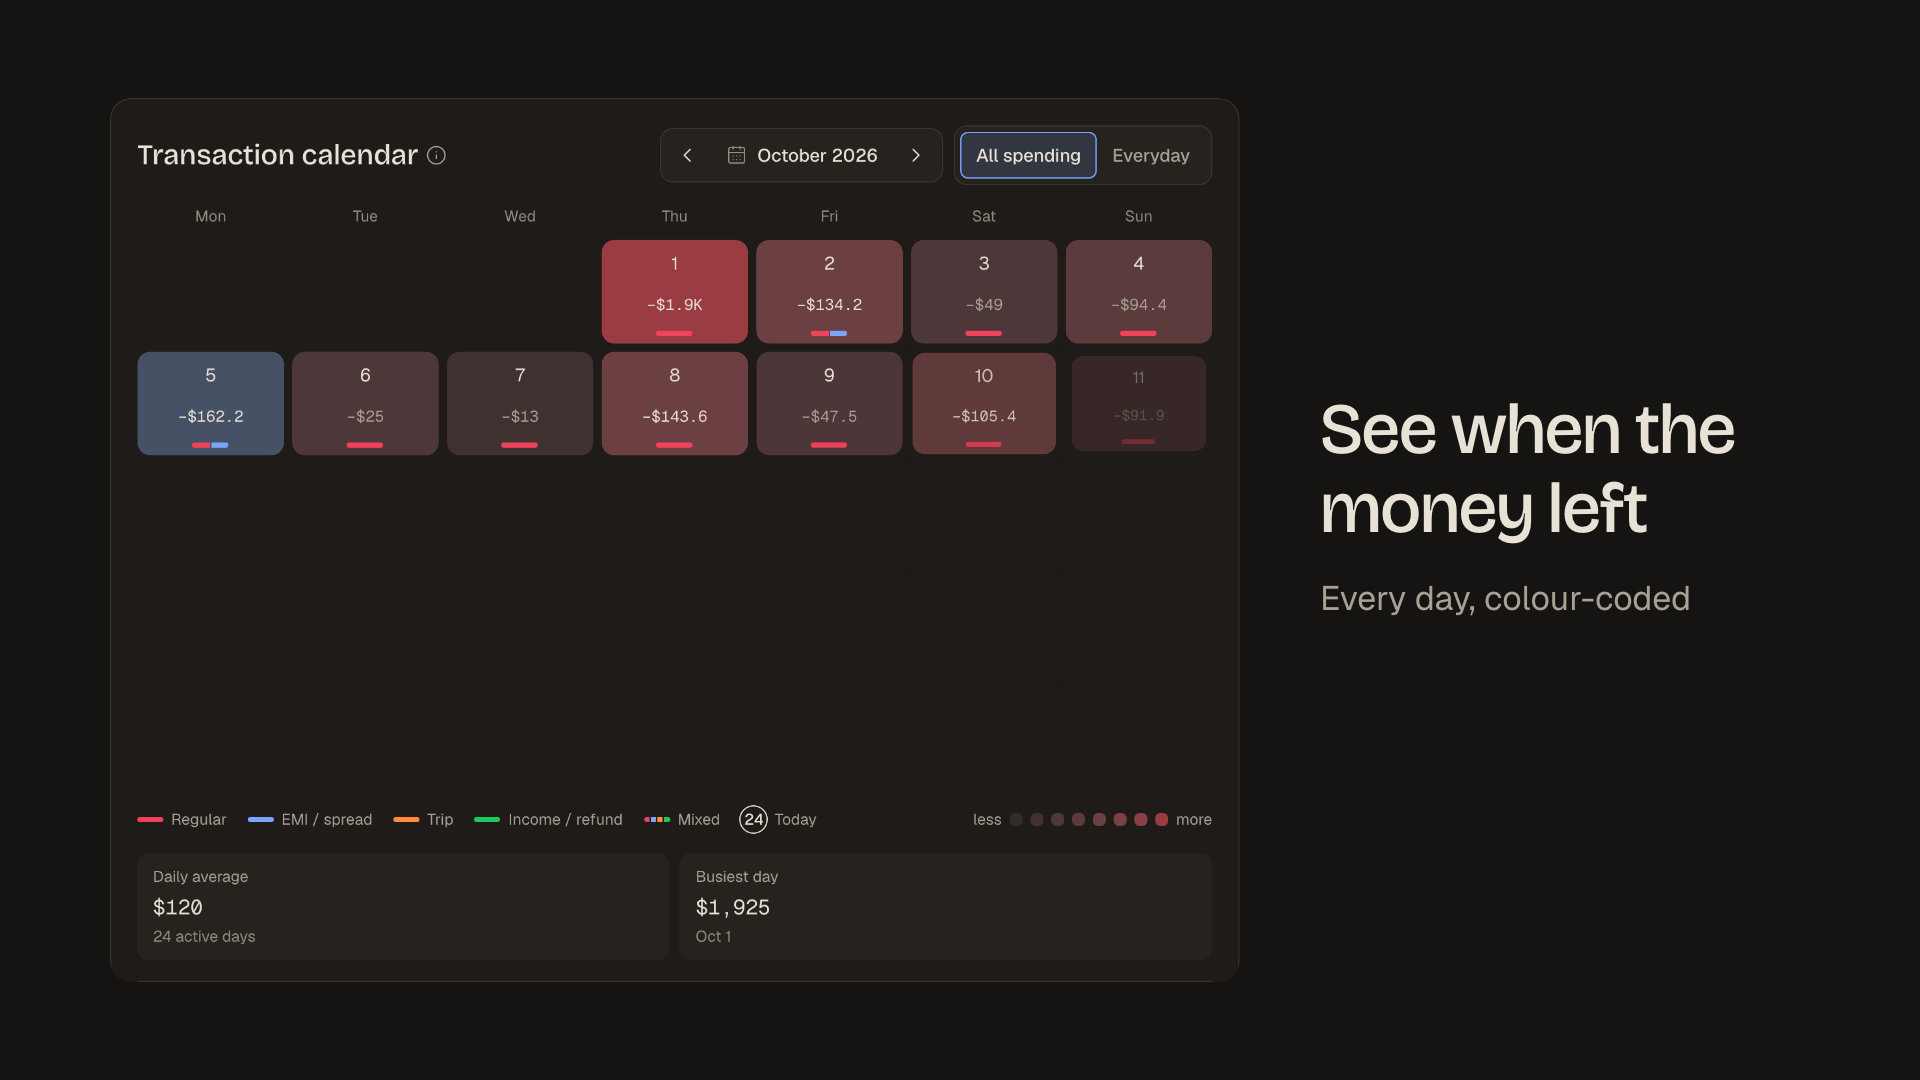 Transaction calendar
October 2026
All spending
Everyday
Mon Tue Wed Thu Fri Sat Sun
1 2 3 4
−$1.9K −$134.2 −$49 −$94.4
5 6 7 8 9 10 11
−$162.2 −$25 −$13 −$143.6 −$47.5 −$105.4 −$91.9
Regular EMI / spread Trip Income / refund Mixed 24 Today less more
Daily average
$120
24 active days
Busiest day
$1,925
Oct 1
See when the
money left
Every day, colour-coded